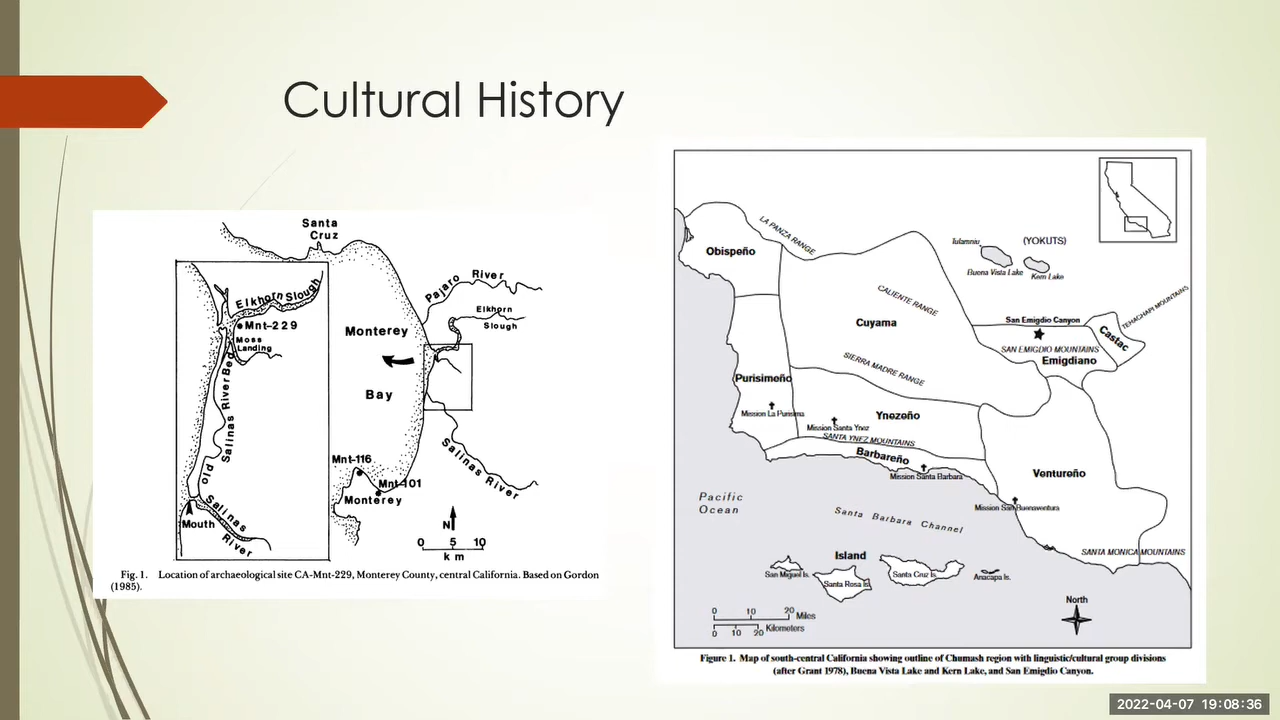 Cultural History
Santa
Cruz
Pajaro River
Elkhorn Slough
Elkhorn
Slough
Mnt-229
Moss
Landing
Monterey
Bay
Old Salinas River Bed
Salinas River
Mnt-116
Mnt-101
Monterey
Mouth
Salinas
River
N
0 5 10
km
Fig. 1. Location of archaeological site CA-Mnt-229, Monterey County, central California. Based on Gordon
(1985).
LA PANZA RANGE
Obispeño
Tulamniu
(YOKUTS)
Buena Vista Lake
Kern Lake
CALIENTE RANGE
TEHACHAPI MOUNTAINS
Cuyama
San Emigdio Canyon
Castac
SAN EMIGDIO MOUNTAINS
Emigdiano
SIERRA MADRE RANGE
Purisimeño
Mission La Purisma
Ynezeño
Mission Santa Ynez
SANTA YNEZ MOUNTAINS
Barbareño
Mission Santa Barbara
Ventureño
Pacific
Ocean
Mission San Buenaventura
Santa Barbara Channel
SANTA MONICA MOUNTAINS
Island
San Miguel Is.
Santa Rosa Is.
Santa Cruz Is.
Anacapa Is.
North
0 10 20 Miles
0 10 20 Kilometers
Figure 1. Map of south-central California showing outline of Chumash region with linguistic/cultural group divisions
(after Grant 1978), Buena Vista Lake and Kern Lake, and San Emigdio Canyon.
2022-04-07 19:08:36